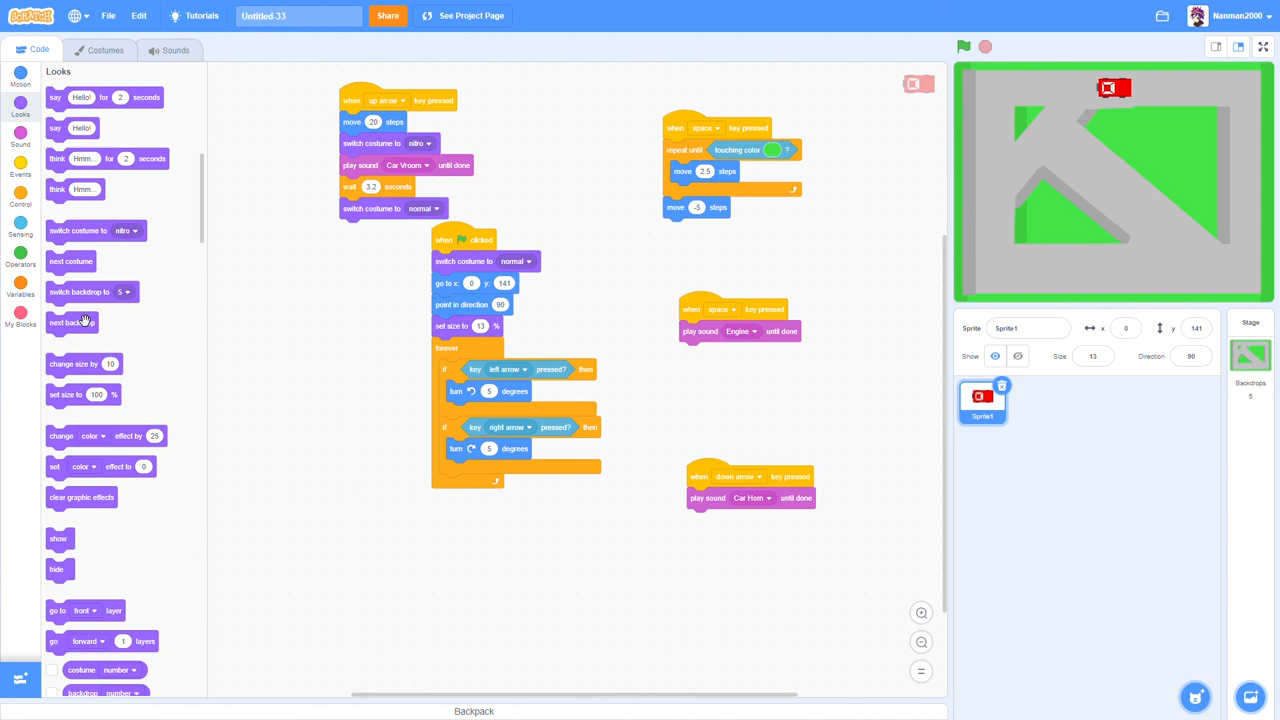 SCRATCH File Edit Tutorials Untitled-33 Share See Project Page Nanman2000
Code Costumes Sounds
Motion
Looks
Sound
Events
Control
Sensing
Operators
Variables
My Blocks
Looks
say Hello! for 2 seconds
say Hello!
think Hmm... for 2 seconds
think Hmm...
switch costume to nitro
next costume
switch backdrop to 5
next backdrop
change size by 10
set size to 100 %
change color effect by 25
set color effect to 0
clear graphic effects
show
hide
go to front layer
go forward 1 layers
costume number
backdrop number
when up arrow key pressed
move 20 steps
switch costume to nitro
play sound Car Vroom until done
wait 3.2 seconds
switch costume to normal
when clicked
switch costume to normal
go to x: 0 y: 141
point in direction 90
set size to 13 %
forever
if key left arrow pressed? then
turn 5 degrees
if key right arrow pressed? then
turn 5 degrees
when space key pressed
repeat until touching color ?
move 2.5 steps
move -5 steps
when space key pressed
play sound Engine until done
when down arrow key pressed
play sound Car Horn until done
Sprite Sprite1 x 0 y 141
Show Size 13 Direction 90
Sprite1
Stage
Backdrops
5
Backpack